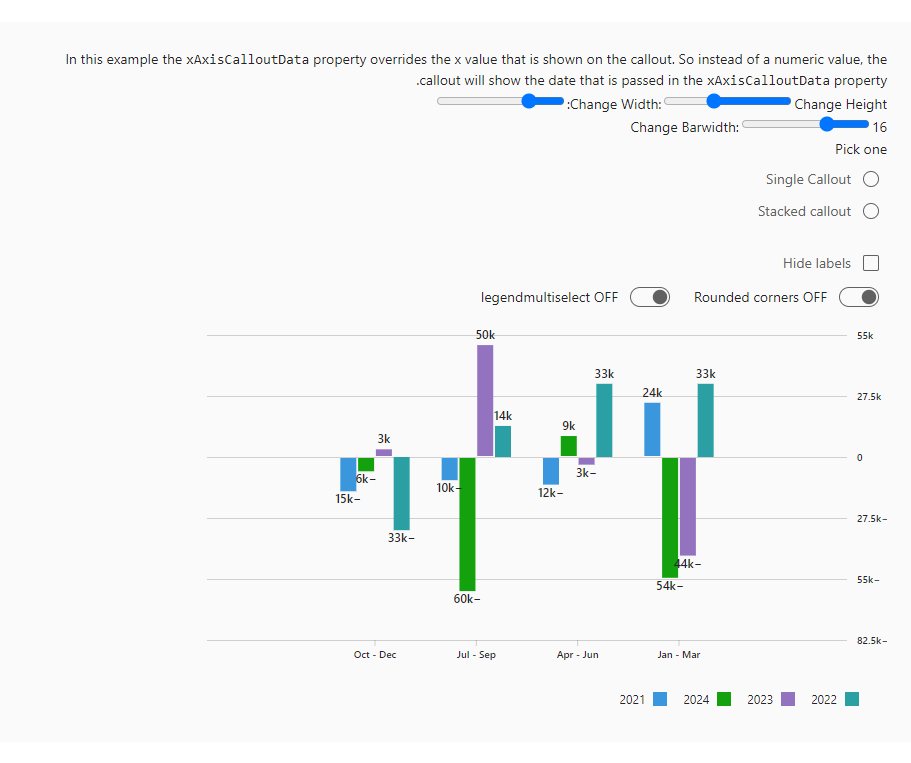 In this example the xAxisCalloutData property overrides the x value that is shown on the callout. So instead of a numeric value, the
.callout will show the date that is passed in the xAxisCalloutData property
:Change Width: Change Height
Change Barwidth: 16
Pick one
Single Callout
Stacked callout
Hide labels
legendmultiselect OFF Rounded corners OFF
50k 55k
33k 33k
24k 27.5k
14k
9k
3k
0
3k−
6k−
10k−
12k−
15k−
27.5k−
33k−
44k−
55k−
54k−
60k−
82.5k−
Oct - Dec Jul - Sep Apr - Jun Jan - Mar
2021 2024 2023 2022